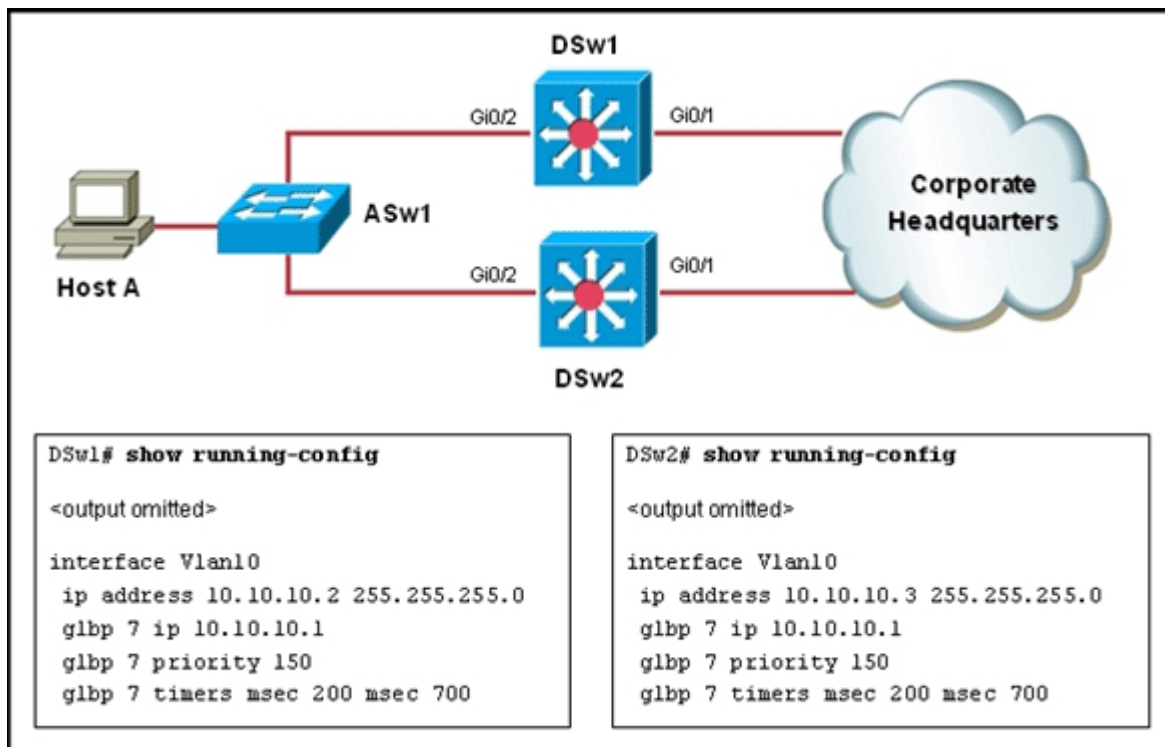 DSw1
Gi0/2
Gi0/1
Corporate
Headquarters
ASw1
Host A
Gi0/2
Gi0/1
DSw2
DSw1# show running-config
<output omitted>
interface Vlan10
ip address 10.10.10.2 255.255.255.0
glbp 7 ip 10.10.10.1
glbp 7 priority 150
glbp 7 timers msec 200 msec 700
DSw2# show running-config
<output omitted>
interface Vlan10
ip address 10.10.10.3 255.255.255.0
glbp 7 ip 10.10.10.1
glbp 7 priority 150
glbp 7 timers msec 200 msec 700